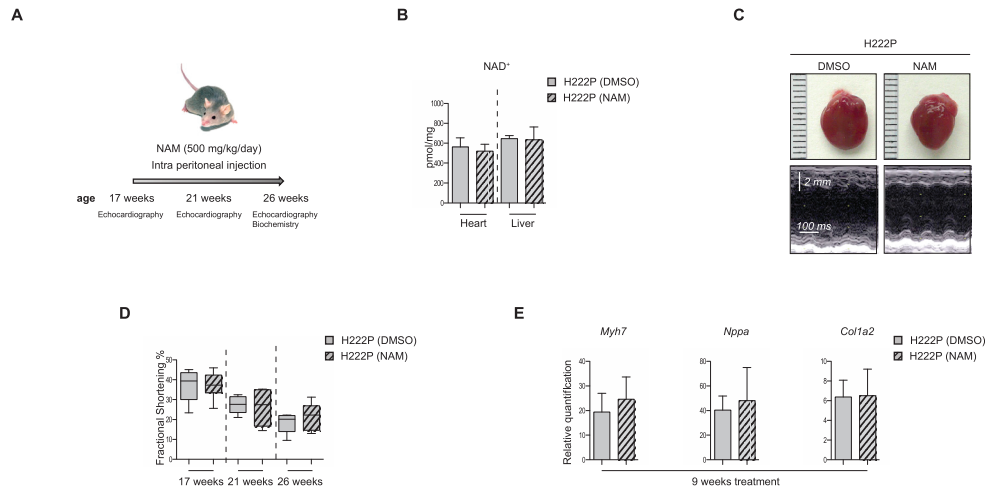 A
NAM (500 mg/kg/day)
Intra peritoneal injection
age 17 weeks 21 weeks 26 weeks
Echocardiography Echocardiography Echocardiography
Biochemistry
B
NAD⁺
H222P (DMSO)
H222P (NAM)
pmol/mg
1000
800
600
400
200
0
Heart Liver
C
H222P
DMSO NAM
2 mm
100 ms
D
H222P (DMSO)
H222P (NAM)
Fractional Shortening %
50
40
30
20
10
0
17 weeks 21 weeks 26 weeks
E
Myh7 Nppa Col1a2
H222P (DMSO)
H222P (NAM)
Relative quantification
40
30
20
10
0
80
60
40
20
0
10
8
6
4
2
0
9 weeks treatment